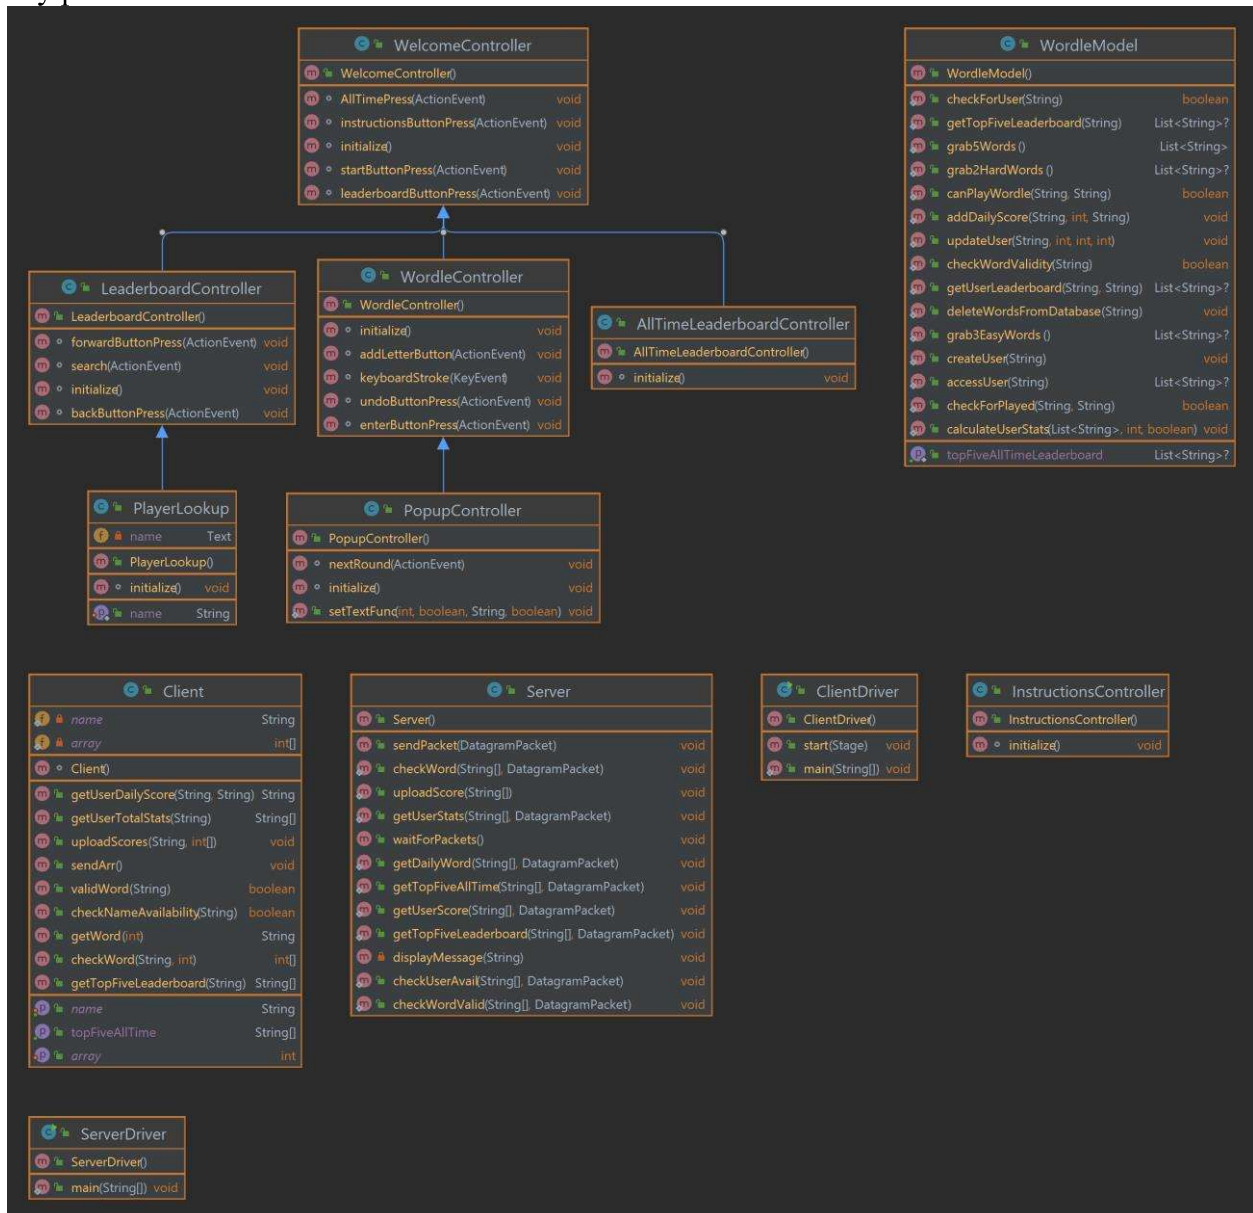 WelcomeController
WelcomeController()
AllTimePress(ActionEvent) void
instructionsButtonPress(ActionEvent) void
initialize() void
startButtonPress(ActionEvent) void
leaderboardButtonPress(ActionEvent) void
WordleModel
WordleModel()
checkForUser(String) boolean
getTopFiveLeaderboard(String) List<String>?
grab5Words() List<String>
grab2HardWords() List<String>?
canPlayWordle(String, String) boolean
addDailyScore(String, int, String) void
updateUser(String, int, int, int) void
checkWordValidity(String) boolean
getUserLeaderboard(String, String) List<String>?
deleteWordsFromDatabase(String) void
grab3EasyWords() List<String>?
createUser(String) void
accessUser(String) List<String>?
checkForPlayed(String, String) boolean
calculateUserStats(List<String>, int, boolean) void
topFiveAllTimeLeaderboard List<String>?
LeaderboardController
LeaderboardController()
forwardButtonPress(ActionEvent) void
search(ActionEvent) void
initialize() void
backButtonPress(ActionEvent) void
WordleController
WordleController()
initialize() void
addLetterButton(ActionEvent) void
keyboardStroke(KeyEvent) void
undoButtonPress(ActionEvent) void
enterButtonPress(ActionEvent) void
AllTimeLeaderboardController
AllTimeLeaderboardController()
initialize() void
PlayerLookup
name Text
PlayerLookup()
initialize() void
name String
PopupController
PopupController()
nextRound(ActionEvent) void
initialize() void
setTextFunc(int, boolean, String, boolean) void
Client
name String
array int[]
Client()
getUserDailyScore(String, String) String
getUserTotalStats(String) String[]
uploadScores(String, int[]) void
sendArr() void
validWord(String) boolean
checkNameAvailability(String) boolean
getWord(int) String
checkWord(String, int) int[]
getTopFiveLeaderboard(String) String[]
name String
topFiveAllTime String[]
array int
Server
Server()
sendPacket(DatagramPacket) void
checkWord(String[], DatagramPacket) void
uploadScore(String[]) void
getUserStats(String[], DatagramPacket) void
waitForPackets() void
getDailyWord(String[], DatagramPacket) void
getTopFiveAllTime(String[], DatagramPacket) void
getUserScore(String[], DatagramPacket) void
getTopFiveLeaderboard(String[], DatagramPacket) void
displayMessage(String) void
checkUserAvail(String[], DatagramPacket) void
checkWordValid(String[], DatagramPacket) void
ClientDriver
ClientDriver()
start(Stage) void
main(String[]) void
InstructionsController
InstructionsController()
initialize() void
ServerDriver
ServerDriver()
main(String[]) void